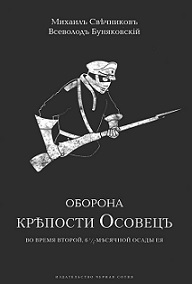 Михаилъ Свѣчниковъ
Всеволодъ Буняковскій
ОБОРОНА
КРѢПОСТИ ОСОВЕЦЪ
ВО ВРЕМЯ ВТОРОЙ, 6½-МѢСЯЧНОЙ ОСАДЫ ЕЯ
ИЗДАТЕЛЬСТВО ЧЕРНАЯ СОТНЯ